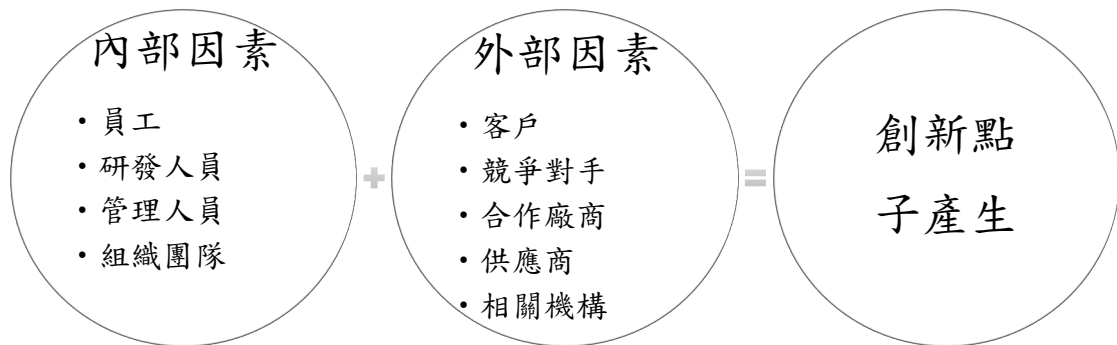 內部因素
• 員工
• 研發人員
• 管理人員
• 組織團隊
+
外部因素
• 客戶
• 競爭對手
• 合作廠商
• 供應商
• 相關機構
=
創新點
子產生